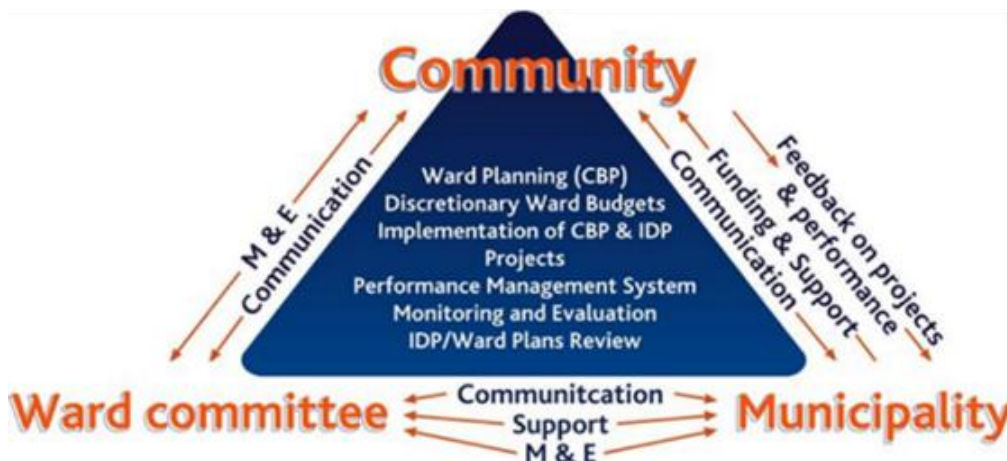 Community
M & E
Communication
Ward Planning (CBP)
Discretionary Ward Budgets
Implementation of CBP & IDP
Projects
Performance Management System
Monitoring and Evaluation
IDP/Ward Plans Review
Communication
Funding & Support
Feedback on projects
& performance
Ward committee
Communitcation
Support
M & E
Municipality